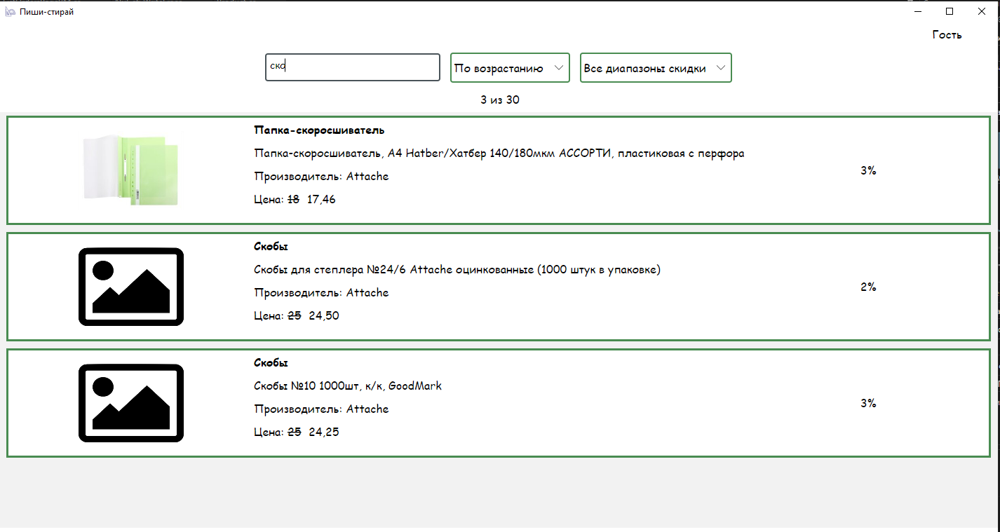 Пиши-стирай
Гость
ско
По возрастанию
Все диапазоны скидки
3 из 30
Папка-скоросшиватель
Папка-скоросшиватель, А4 Hatber/Хатбер 140/180мкм АССОРТИ, пластиковая с перфора
Производитель: Attache
Цена: 18 17,46
3%
Скобы
Скобы для степлера №24/6 Attache оцинкованные (1000 штук в упаковке)
Производитель: Attache
Цена: 25 24,50
2%
Скобы
Скобы №10 1000шт, к/к, GoodMark
Производитель: Attache
Цена: 25 24,25
3%